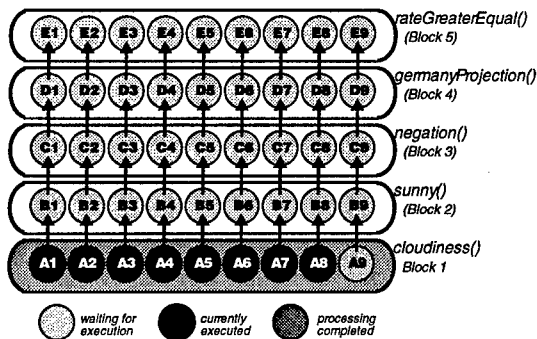 E1 E2 E3 E4 E5 E6 E7 E8 E9 rateGreaterEqual()
(Block 5)
D1 D2 D3 D4 D5 D6 D7 D8 D9 germanyProjection()
(Block 4)
C1 C2 C3 C4 C5 C6 C7 C8 C9 negation()
(Block 3)
B1 B2 B3 B4 B5 B6 B7 B8 B9 sunny()
(Block 2)
A1 A2 A3 A4 A5 A6 A7 A8 A9 cloudiness()
Block 1
waiting for execution
currently executed
processing completed